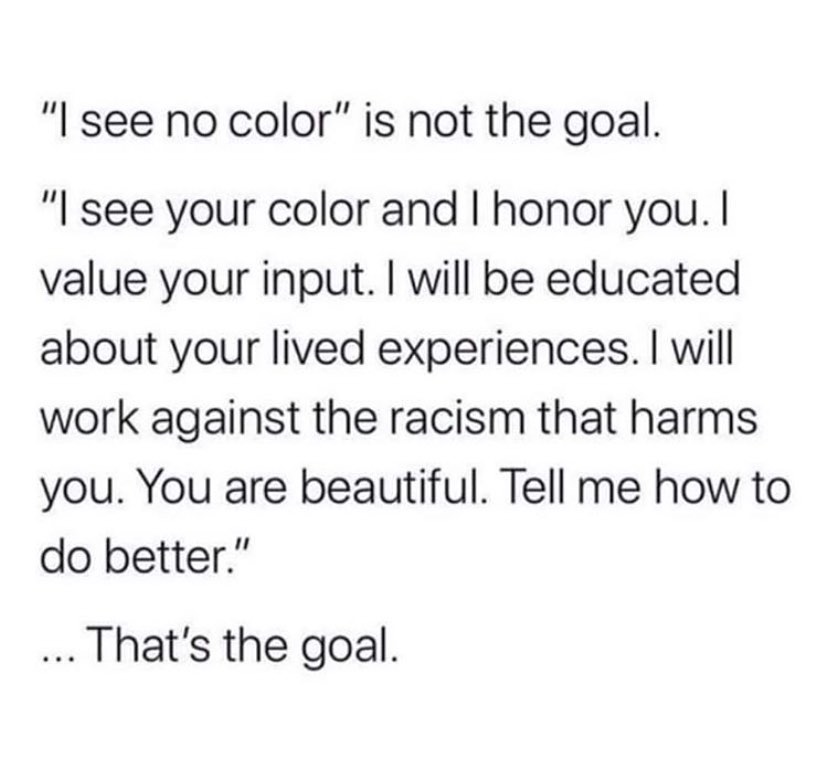 "I see no color" is not the goal.
"I see your color and I honor you. I
value your input. I will be educated
about your lived experiences. I will
work against the racism that harms
you. You are beautiful. Tell me how to
do better."
... That's the goal.